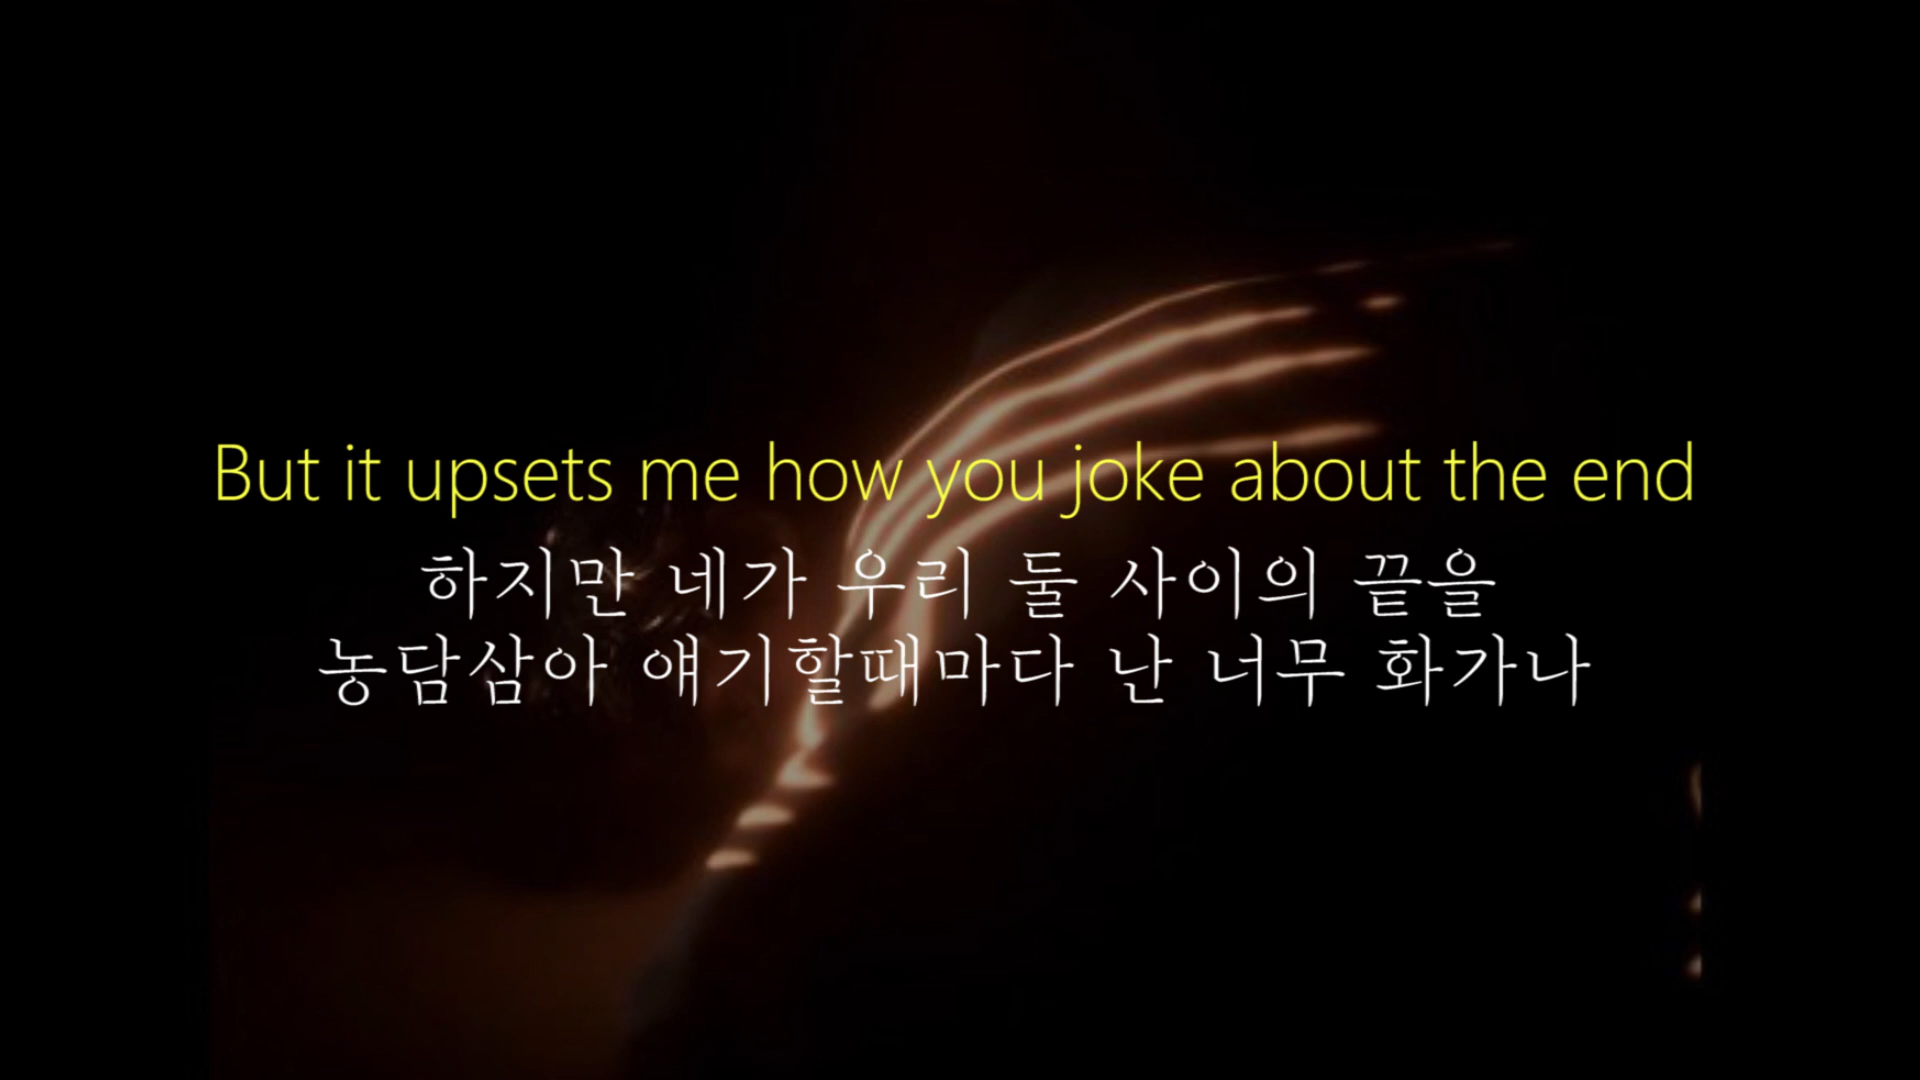 But it upsets me how you joke about the end
하지만 네가 우리 둘 사이의 끝을
농담삼아 얘기할때마다 난 너무 화가나